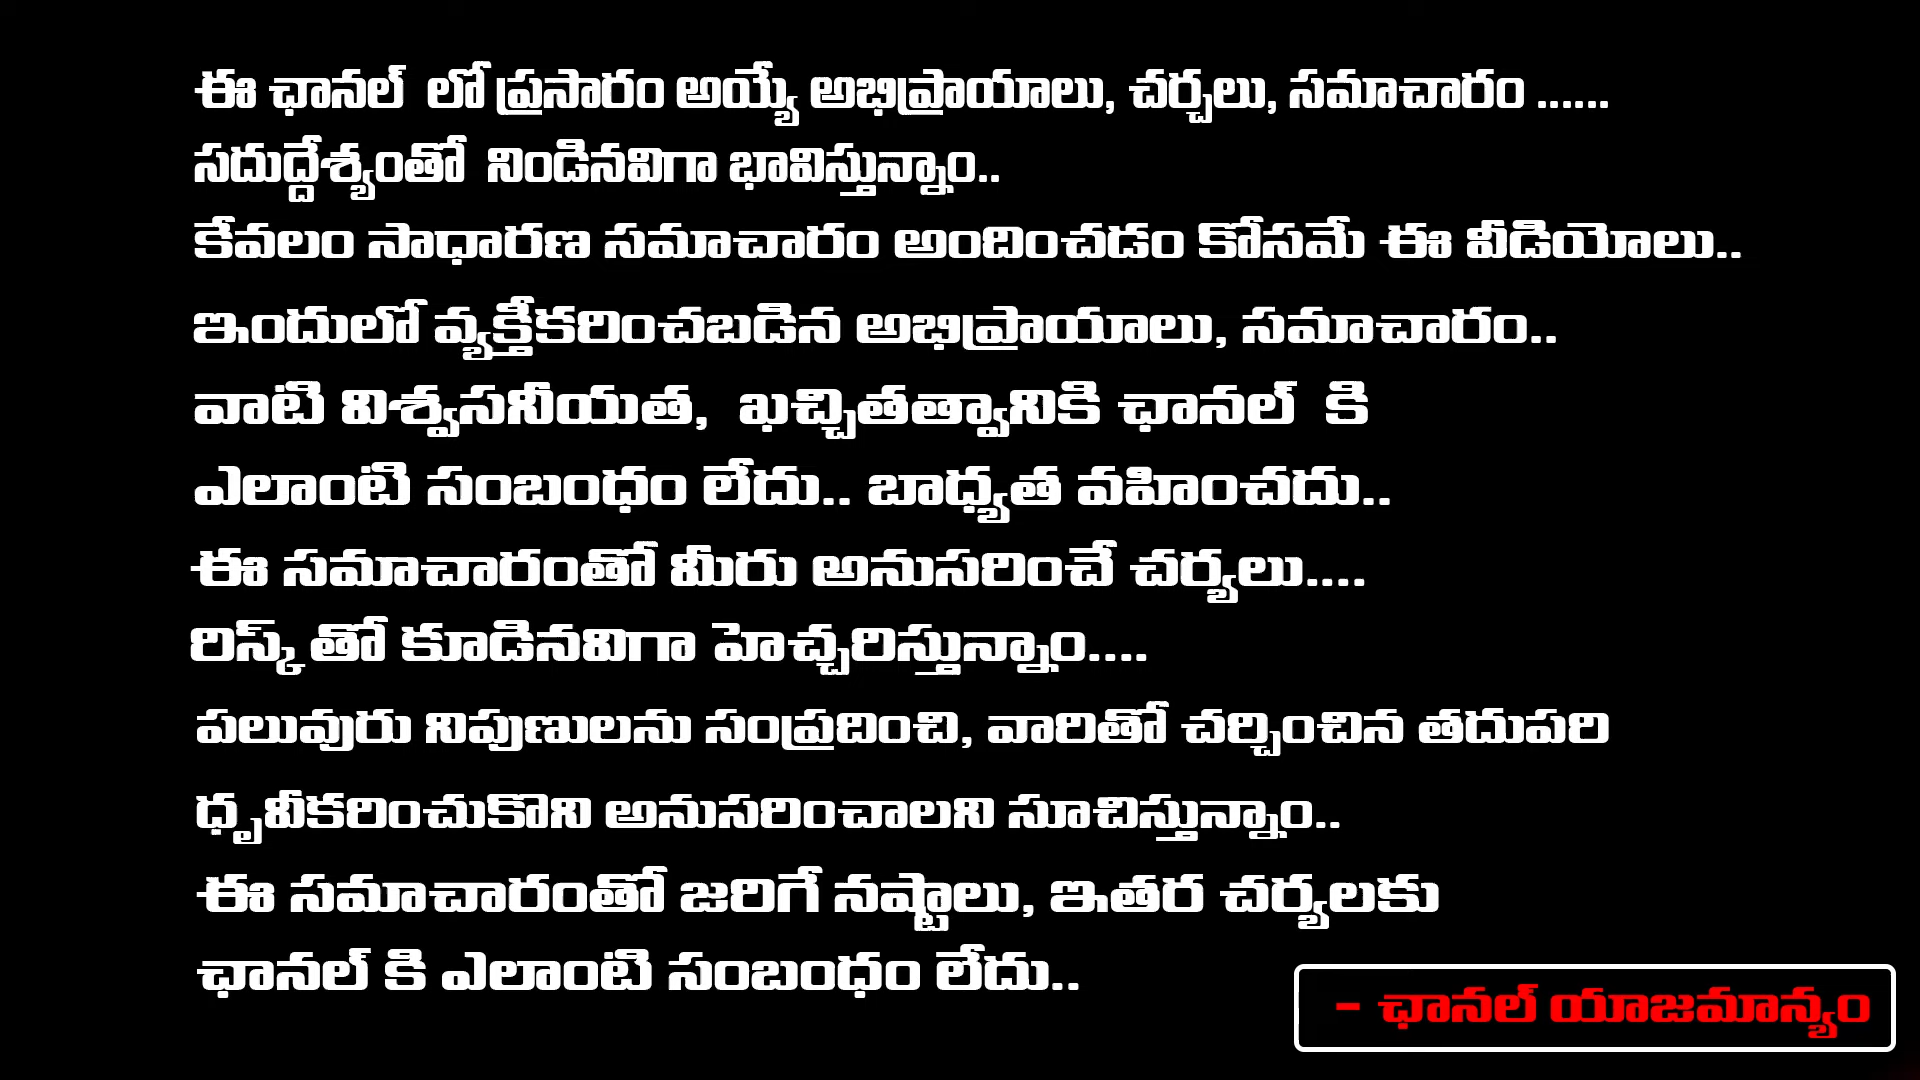 ఈ ఛానల్ లో ప్రసారం అయ్యే అభిప్రాయాలు, చర్చలు, సమాచారం ......
సదుద్దేశ్యంతో నిండినవిగా భావిస్తున్నాం..
కేవలం సాధారణ సమాచారం అందించడం కోసమే ఈ వీడియోలు..
ఇందులో వ్యక్తీకరించబడిన అభిప్రాయాలు, సమాచారం..
వాటి విశ్వసనీయత, ఖచ్చితత్వానికి ఛానల్ కి
ఎలాంటి సంబంధం లేదు.. బాధ్యత వహించదు..
ఈ సమాచారంతో మీరు అనుసరించే చర్యలు....
రిస్క్ తో కూడినవిగా హెచ్చరిస్తున్నాం....
పలువురు నిపుణులను సంప్రదించి, వారితో చర్చించిన తదుపరి
ధృవీకరించుకొని అనుసరించాలని సూచిస్తున్నాం..
ఈ సమాచారంతో జరిగే నష్టాలు, ఇతర చర్యలకు
ఛానల్ కి ఎలాంటి సంబంధం లేదు..
- ఛానల్ యాజమాన్యం